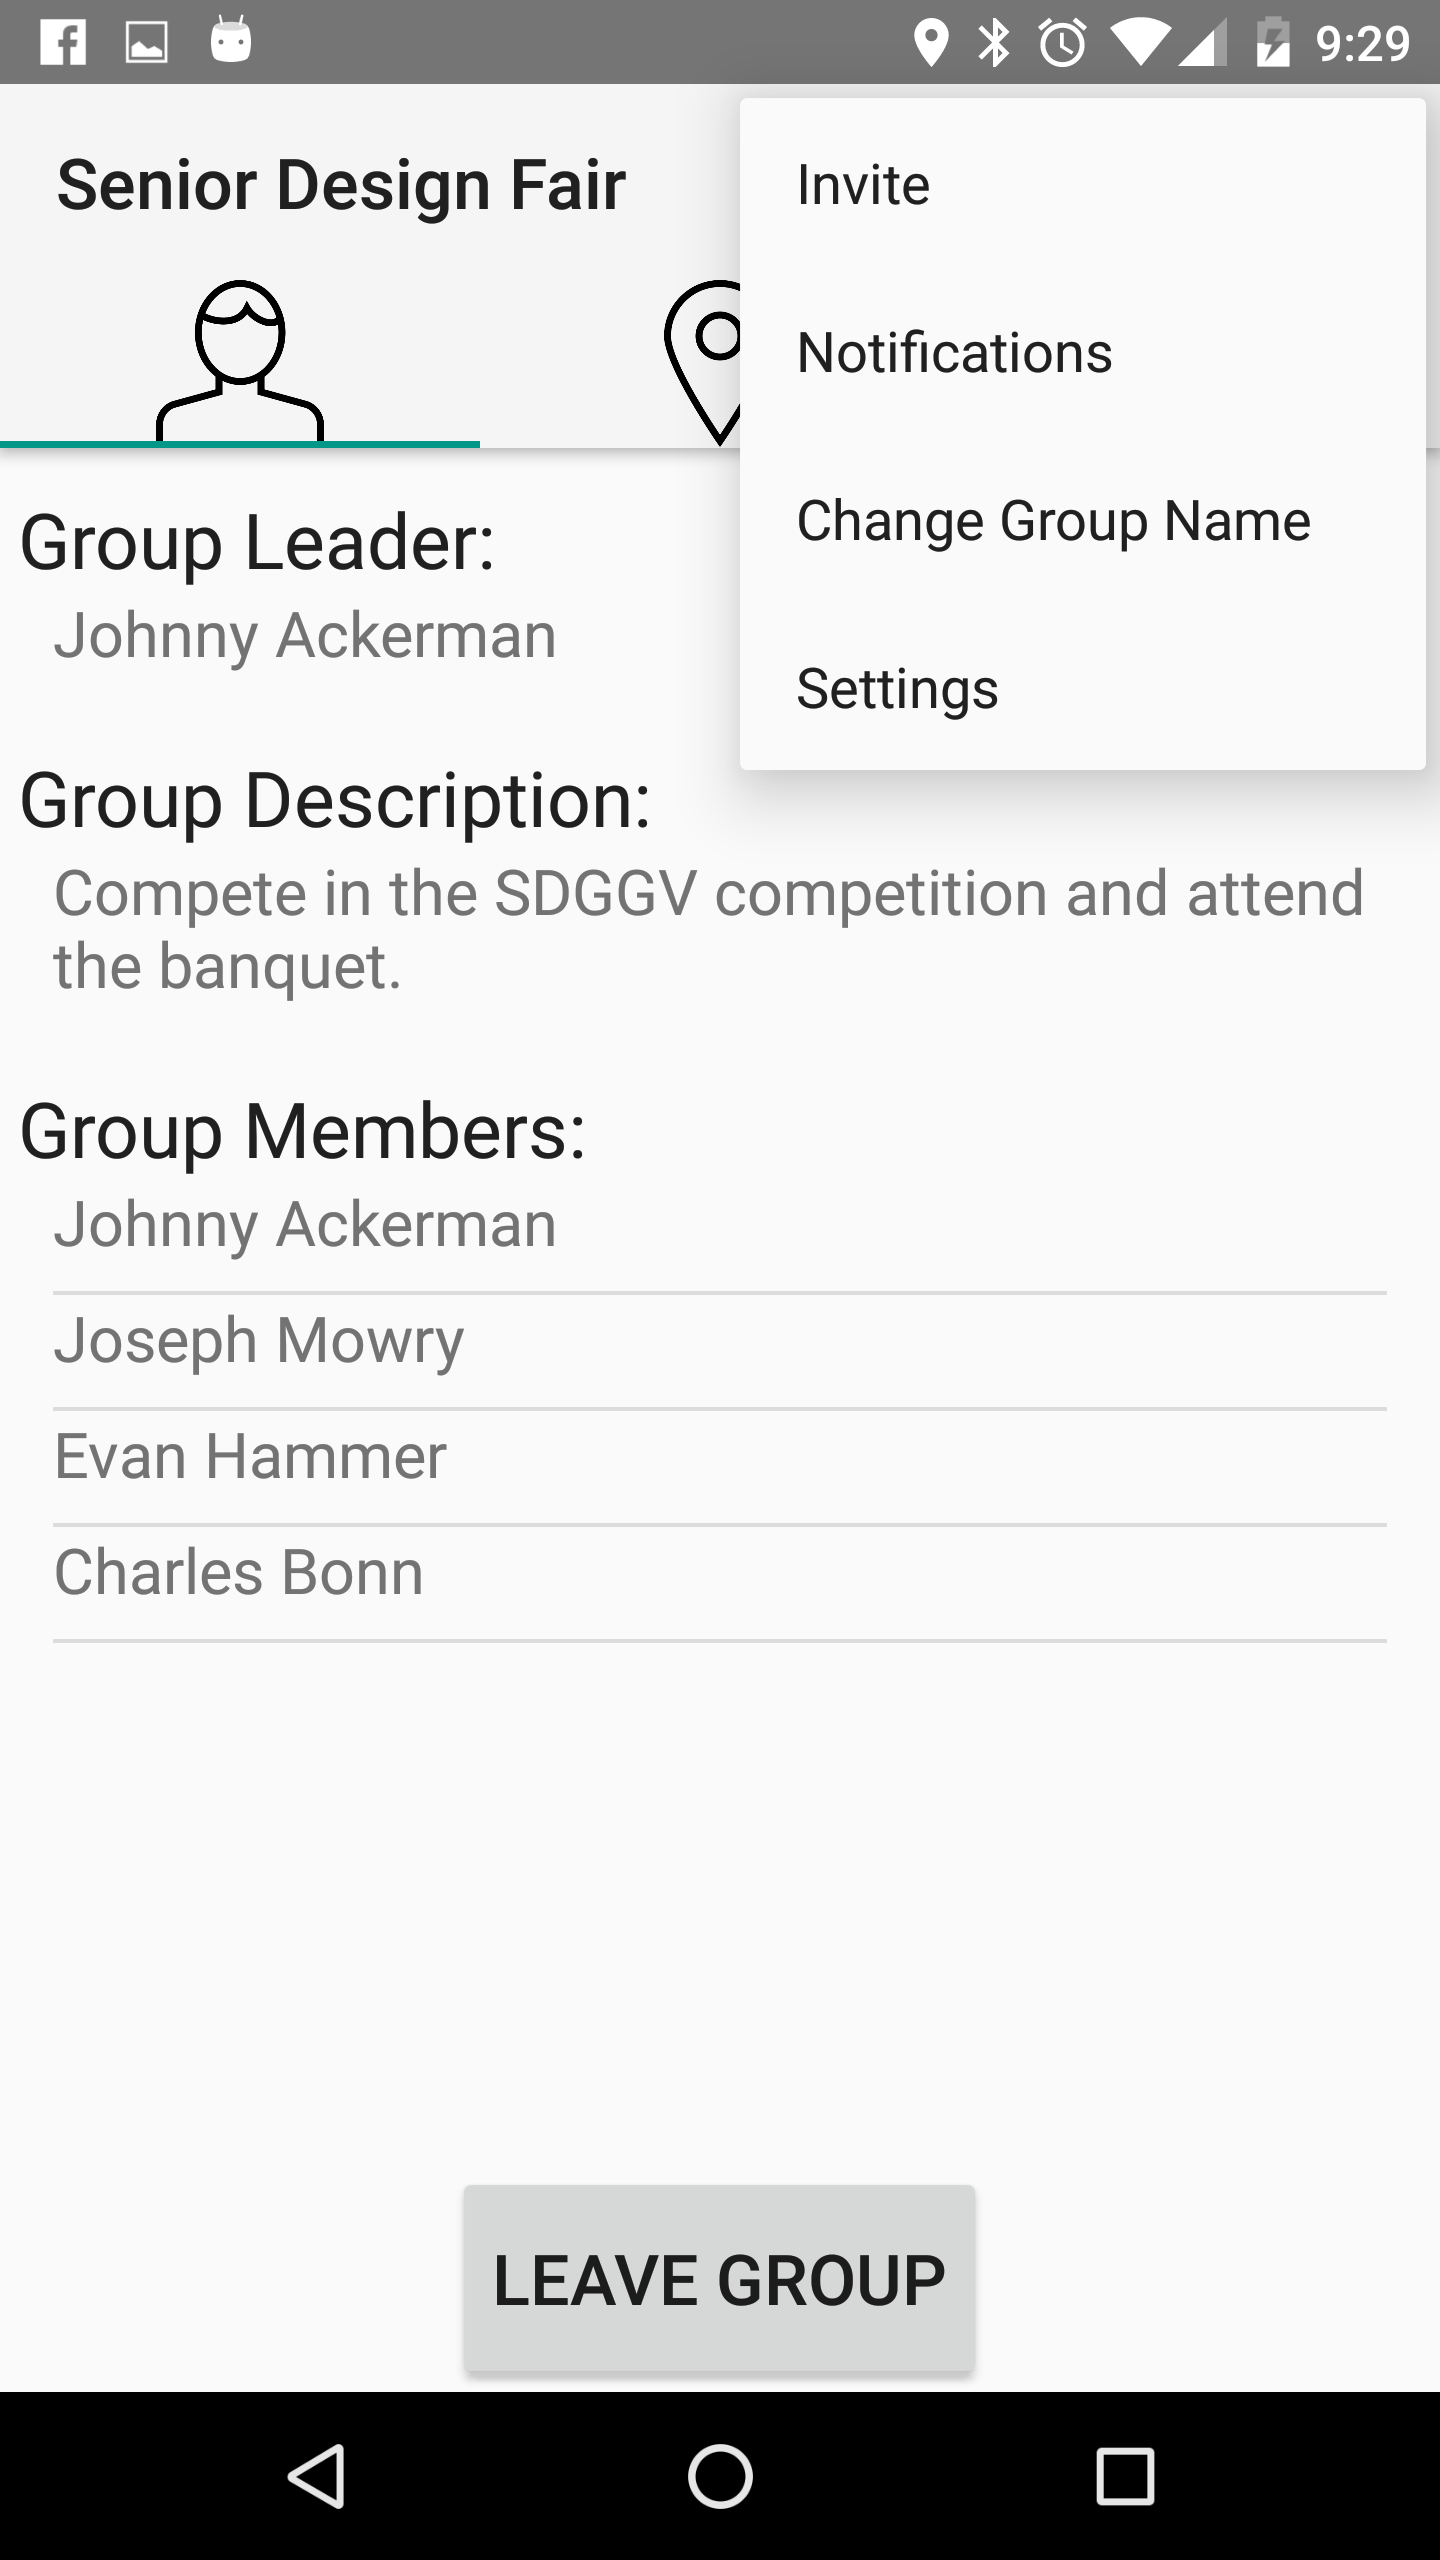 9:29
Senior Design Fair
Invite
Notifications
Change Group Name
Settings
Group Leader:
Johnny Ackerman
Group Description:
Compete in the SDGGV competition and attend
the banquet.
Group Members:
Johnny Ackerman
Joseph Mowry
Evan Hammer
Charles Bonn
LEAVE GROUP